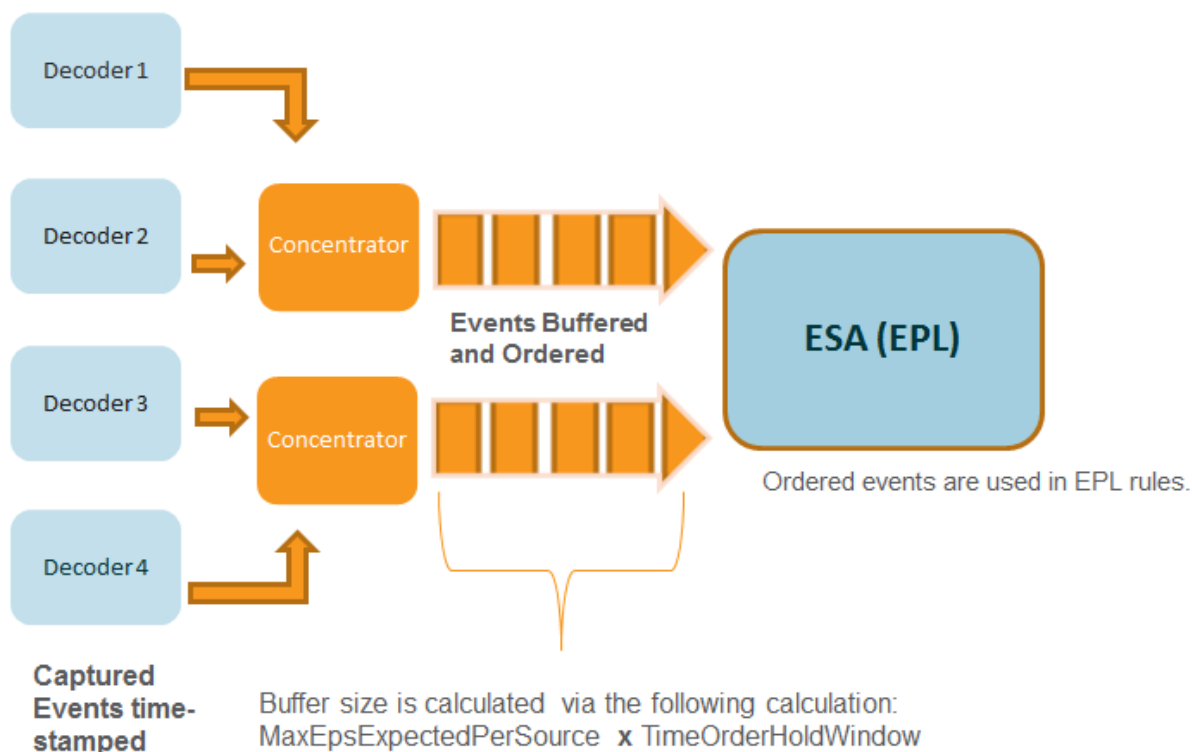 Decoder 1
Decoder 2
Concentrator
Events Buffered
and Ordered
ESA (EPL)
Decoder 3
Concentrator
Ordered events are used in EPL rules.
Decoder 4
Captured
Events time-
stamped
Buffer size is calculated via the following calculation:
MaxEpsExpectedPerSource x TimeOrderHoldWindow